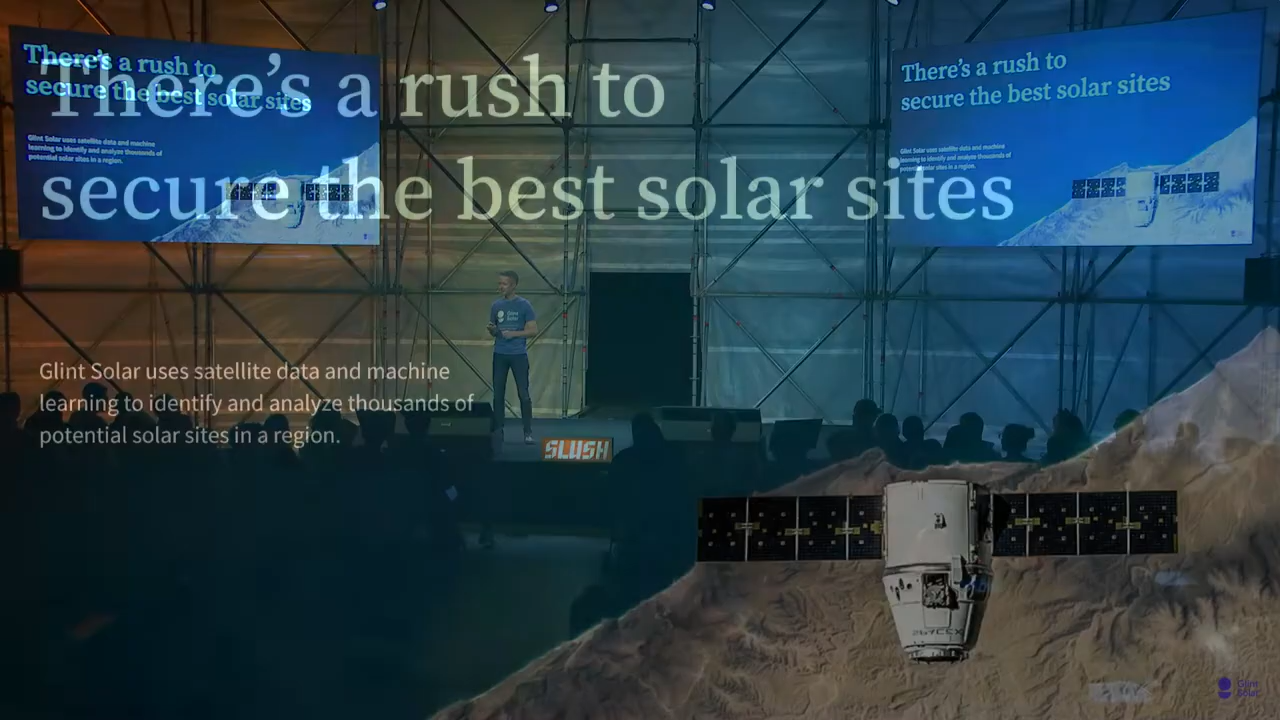 There's a rush to
secure the best solar sites
Glint Solar uses satellite data and machine
learning to identify and analyze thousands of
potential solar sites in a region.
There's a rush to
secure the best solar sites
Glint Solar uses satellite data and machine
learning to identify and analyze thousands of
potential solar sites in a region.
There's a rush to
secure the best solar sites
Glint Solar uses satellite data and machine
learning to identify and analyze thousands of
potential solar sites in a region.
Glint
Solar
SLUSH
Glint
Solar